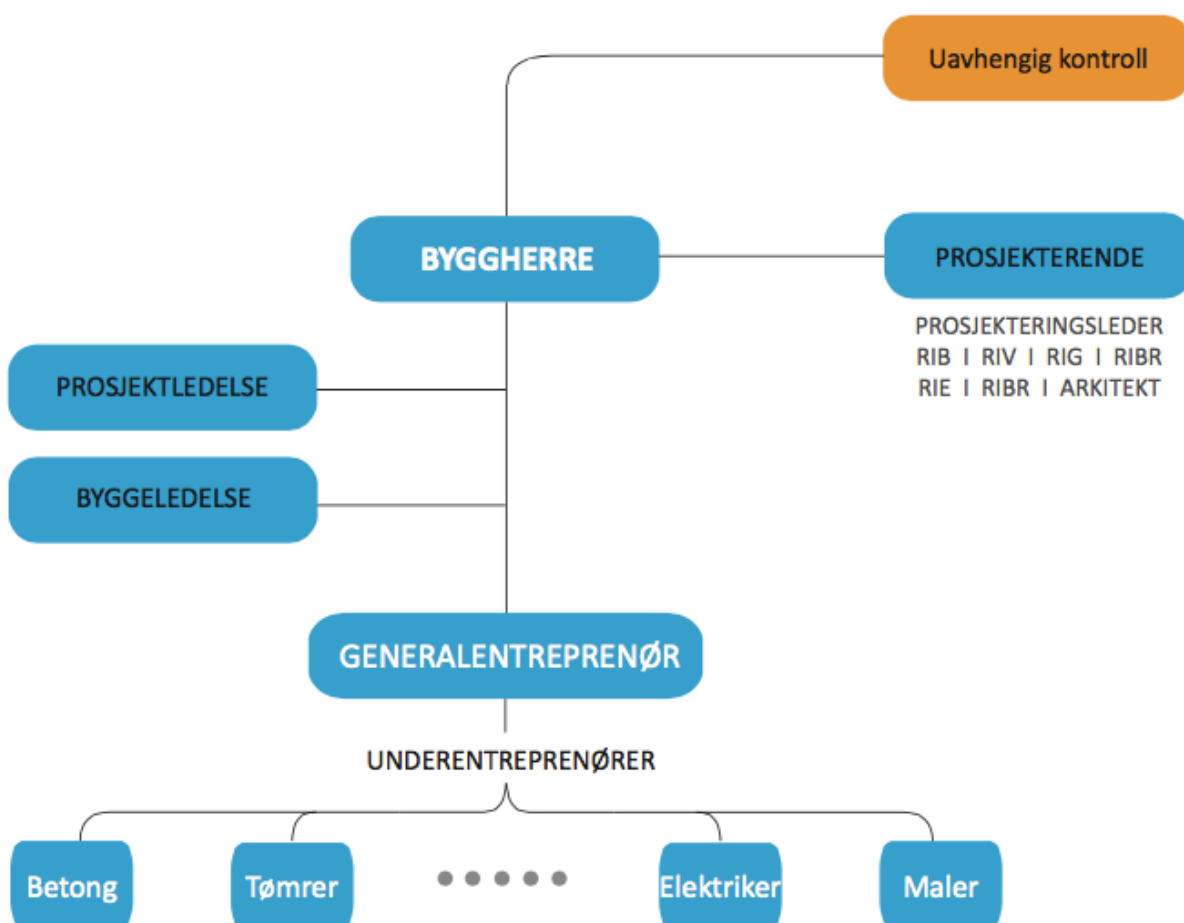 Uavhengig kontroll
BYGGHERRE
PROSJEKTERENDE
PROSJEKTERINGSLEDER
RIB I RIV I RIG I RIBR
RIE I RIBR I ARKITEKT
PROSJEKTLEDELSE
BYGGELEDELSE
GENERALENTREPRENØR
UNDERENTREPRENØRER
Betong
Tømrer
Elektriker
Maler